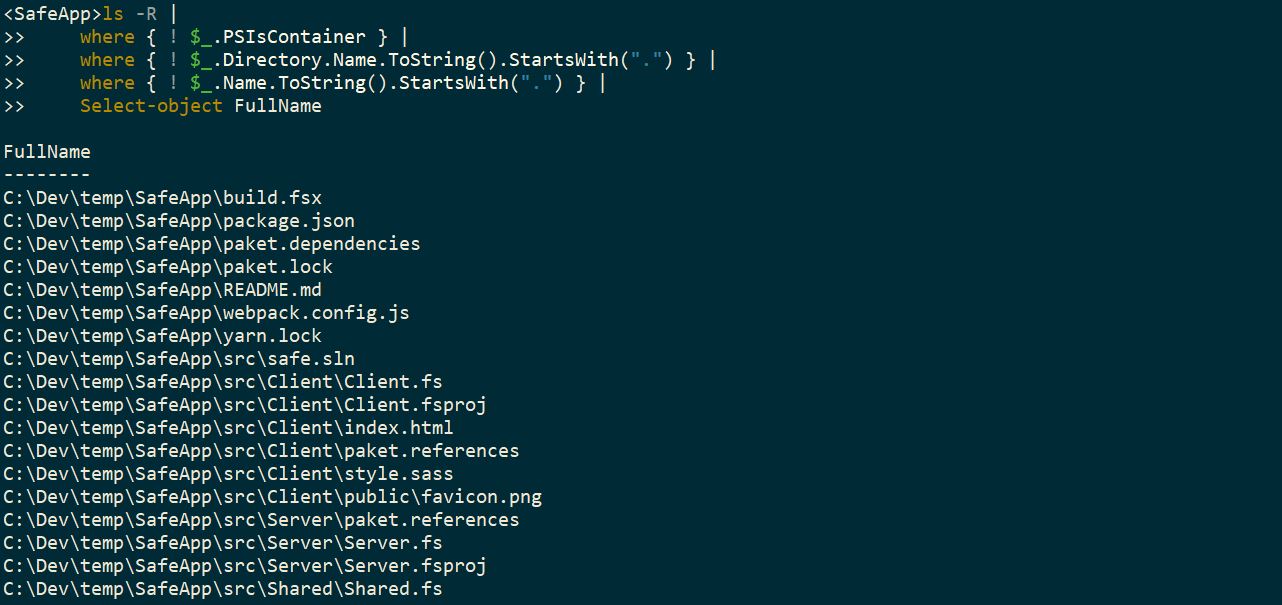 <SafeApp>ls -R |
>>     where { ! $_.PSIsContainer } |
>>     where { ! $_.Directory.Name.ToString().StartsWith(".") } |
>>     where { ! $_.Name.ToString().StartsWith(".") } |
>>     Select-object FullName

FullName
--------
C:\Dev\temp\SafeApp\build.fsx
C:\Dev\temp\SafeApp\package.json
C:\Dev\temp\SafeApp\paket.dependencies
C:\Dev\temp\SafeApp\paket.lock
C:\Dev\temp\SafeApp\README.md
C:\Dev\temp\SafeApp\webpack.config.js
C:\Dev\temp\SafeApp\yarn.lock
C:\Dev\temp\SafeApp\src\safe.sln
C:\Dev\temp\SafeApp\src\Client\Client.fs
C:\Dev\temp\SafeApp\src\Client\Client.fsproj
C:\Dev\temp\SafeApp\src\Client\index.html
C:\Dev\temp\SafeApp\src\Client\paket.references
C:\Dev\temp\SafeApp\src\Client\style.sass
C:\Dev\temp\SafeApp\src\Client\public\favicon.png
C:\Dev\temp\SafeApp\src\Server\paket.references
C:\Dev\temp\SafeApp\src\Server\Server.fs
C:\Dev\temp\SafeApp\src\Server\Server.fsproj
C:\Dev\temp\SafeApp\src\Shared\Shared.fs